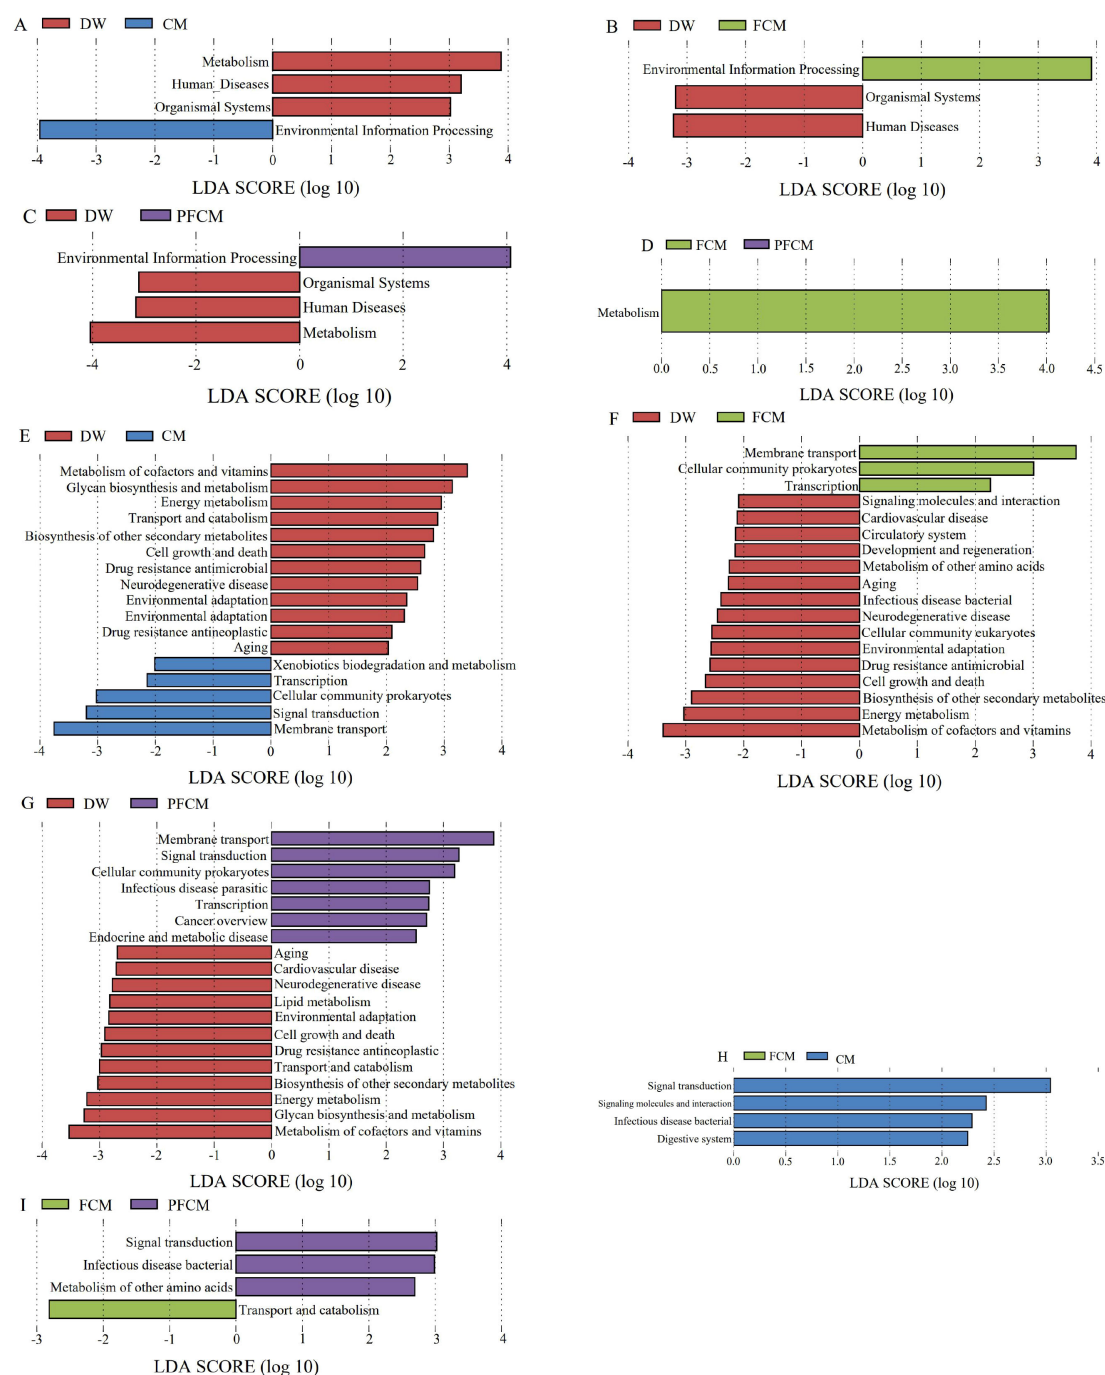 A DW CM
Metabolism
Human_Diseases
Organismal Systems
Environmental Information Processing
-4 -3 -2 -1 0 1 2 3 4
LDA SCORE (log 10)
B DW FCM
Environmental Information Processing
Organismal Systems
Human Diseases
-4 -3 -2 -1 0 1 2 3 4
LDA SCORE (log 10)
C DW PFCM
Environmental Information Processing
Organismal Systems
Human Diseases
Metabolism
-4 -2 0 2 4
LDA SCORE (log 10)
D FCM PFCM
Metabolism
0.0 0.5 1.0 1.5 2.0 2.5 3.0 3.5 4.0 4.5
LDA SCORE (log 10)
E DW CM
Metabolism of cofactors and vitamins
Glycan biosynthesis and metabolism
Energy metabolism
Transport and catabolism
Biosynthesis of other secondary metabolites
Cell growth and death
Drug resistance antimicrobial
Neurodegenerative disease
Environmental adaptation
Environmental adaptation
Drug resistance antineoplastic
Aging
Xenobiotics biodegradation and metabolism
Transcription
Cellular community prokaryotes
Signal transduction
Membrane transport
-4 -3 -2 -1 0 1 2 3 4
LDA SCORE (log 10)
F DW FCM
Membrane transport
Cellular community prokaryotes
Transcription
Signaling molecules and interaction
Cardiovascular disease
Circulatory system
Development and regeneration
Metabolism of other amino acids
Aging
Infectious disease bacterial
Neurodegenerative disease
Cellular community eukaryotes
Environmental adaptation
Drug resistance antimicrobial
Cell growth and death
Biosynthesis of other secondary metabolites
Energy metabolism
Metabolism of cofactors and vitamins
-4 -3 -2 -1 0 1 2 3 4
LDA SCORE (log 10)
G DW PFCM
Membrane transport
Signal transduction
Cellular community prokaryotes
Infectious disease parasitic
Transcription
Cancer overview
Endocrine and metabolic disease
Aging
Cardiovascular disease
Neurodegenerative disease
Lipid metabolism
Environmental adaptation
Cell growth and death
Drug resistance antineoplastic
Transport and catabolism
Biosynthesis of other secondary metabolites
Energy metabolism
Glycan biosynthesis and metabolism
Metabolism of cofactors and vitamins
-4 -3 -2 -1 0 1 2 3 4
LDA SCORE (log 10)
H FCM CM
Signal transduction
Signaling molecules and interaction
Infectious disease bacterial
Digestive system
0.0 0.5 1.0 1.5 2.0 2.5 3.0 3.5
LDA SCORE (log 10)
I FCM PFCM
Signal transduction
Infectious disease bacterial
Metabolism of other amino acids
Transport and catabolism
-3 -2 -1 0 1 2 3 4
LDA SCORE (log 10)